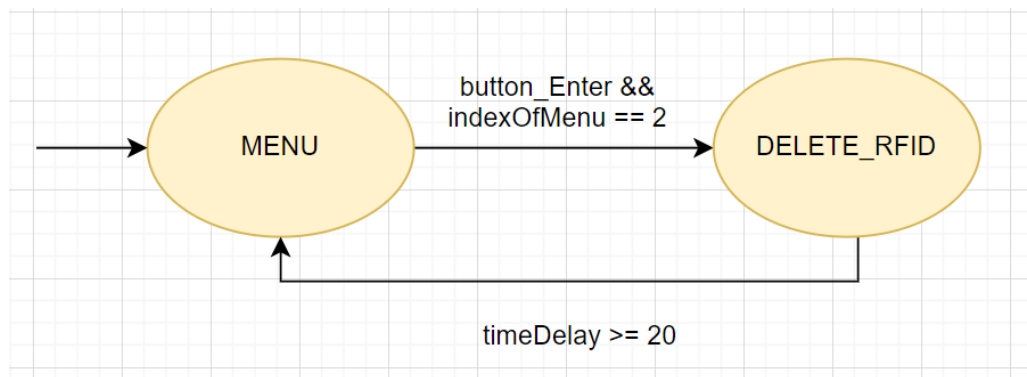 MENU
button_Enter &&
indexOfMenu == 2
DELETE_RFID
timeDelay >= 20